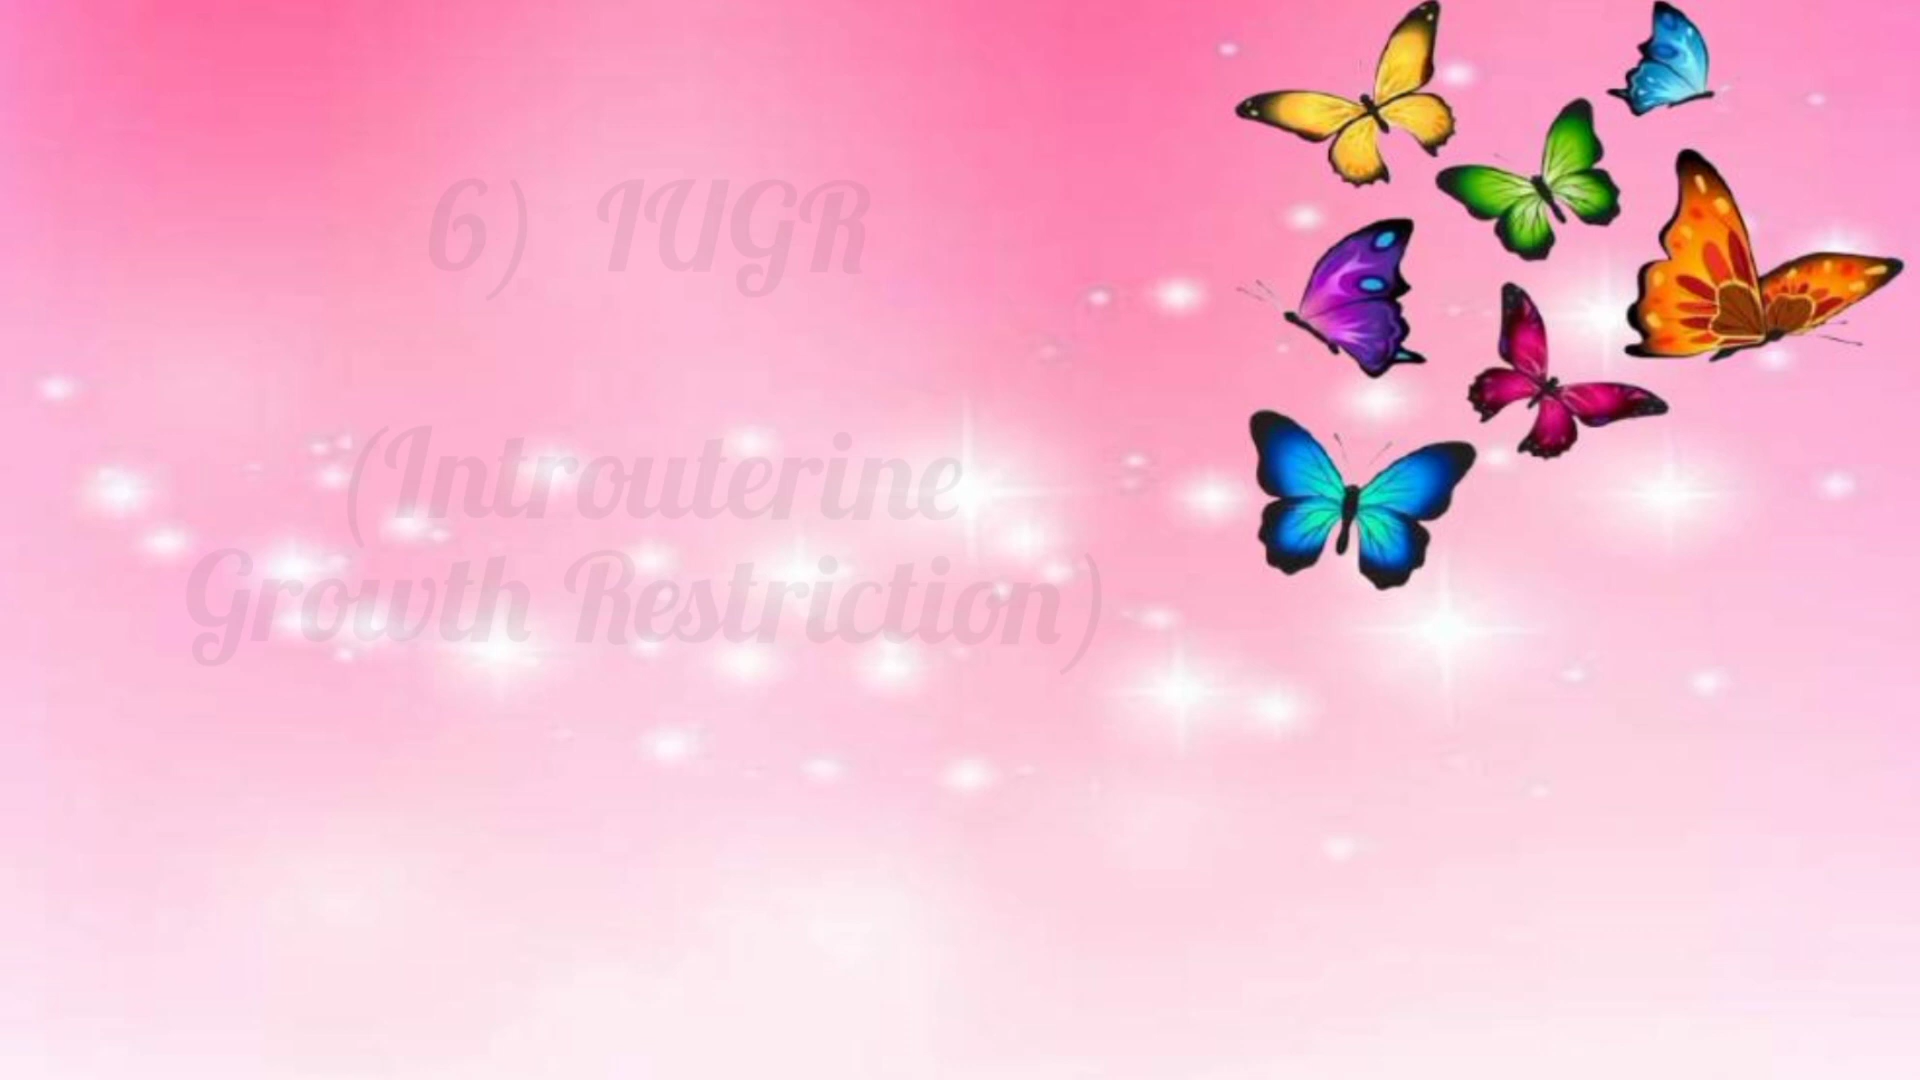 6) IUGR
(Introuterine
Growth Restriction)